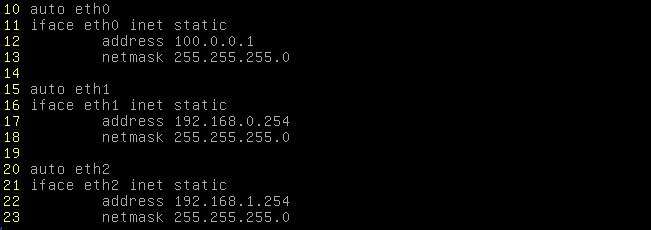 10 auto eth0
11 iface eth0 inet static
12         address 100.0.0.1
13         netmask 255.255.255.0
14
15 auto eth1
16 iface eth1 inet static
17         address 192.168.0.254
18         netmask 255.255.255.0
19
20 auto eth2
21 iface eth2 inet static
22         address 192.168.1.254
23         netmask 255.255.255.0